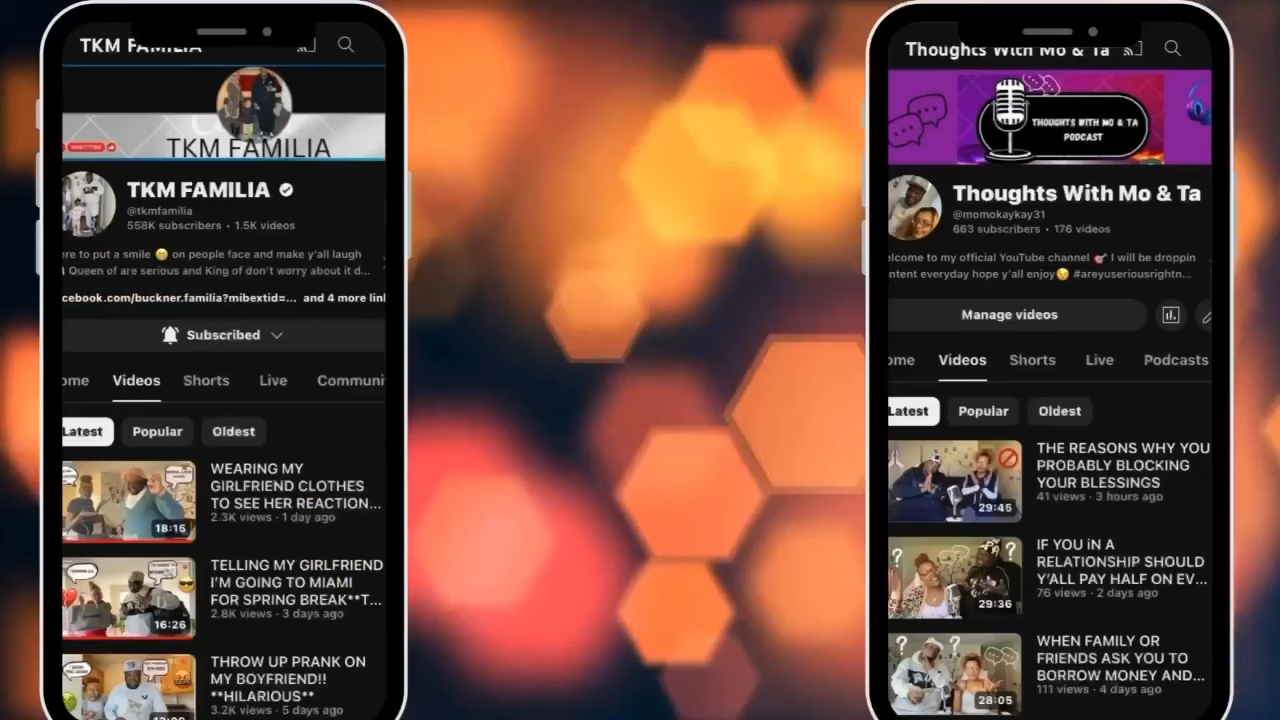 TKM FAMILIA
TKM FAMILIA
TKM FAMILIA
@tkmfamilia
558K subscribers • 1.5K videos
ere to put a smile 😁 on people face and make y'all laugh
Queen of are serious and King of don't worry about it d...
cebook.com/buckner.familia?mibextid=... and 4 more link
Subscribed
ome Videos Shorts Live Communi
Latest Popular Oldest
WEARING MY
GIRLFRIEND CLOTHES
TO SEE HER REACTION...
2.3K views · 1 day ago
18:15
TELLING MY GIRLFRIEND
I'M GOING TO MIAMI
FOR SPRING BREAK**T...
2.8K views · 3 days ago
16:26
THROW UP PRANK ON
MY BOYFRIEND!!
**HILARIOUS**
3.2K views · 5 days ago
Thoughts With Mo & Ta
THOUGHTS WITH MO & TA
PODCAST
Thoughts With Mo & Ta
@momokaykay31
663 subscribers • 176 videos
elcome to my official YouTube channel 💕 I will be droppin
ntent everyday hope y'all enjoy😉 #areyuseriousrightn...
Manage videos
ome Videos Shorts Live Podcasts
Latest Popular Oldest
THE REASONS WHY YOU
PROBABLY BLOCKING
YOUR BLESSINGS
41 views · 3 hours ago
29:45
IF YOU iN A
RELATIONSHIP SHOULD
Y'ALL PAY HALF ON EV...
76 views · 2 days ago
29:36
WHEN FAMILY OR
FRIENDS ASK YOU TO
BORROW MONEY AND...
111 views · 4 days ago
28:05